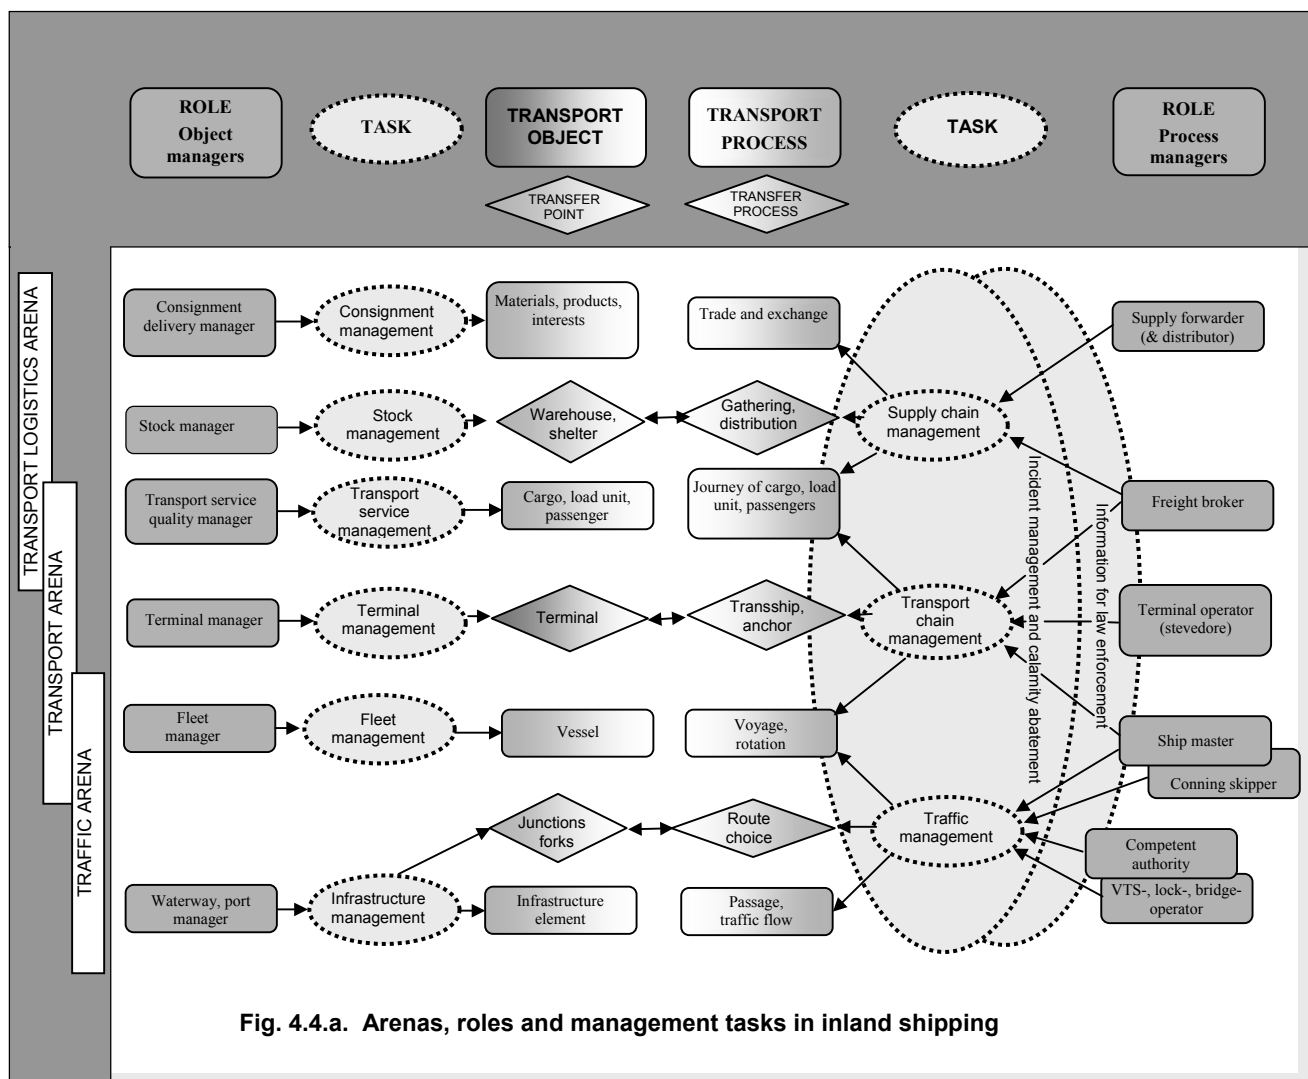 ROLE
Object
managers
TASK
TRANSPORT
OBJECT
TRANSPORT
PROCESS
TASK
ROLE
Process
managers
TRANSFER
POINT
TRANSFER
PROCESS
TRANSPORT LOGISTICS ARENA
TRANSPORT ARENA
TRAFFIC ARENA
Consignment
delivery manager
Consignment
management
Materials, products,
interests
Trade and exchange
Supply forwarder
(& distributor)
Stock manager
Stock
management
Warehouse,
shelter
Gathering,
distribution
Supply chain
management
Transport service
quality manager
Transport
service
management
Cargo, load unit,
passenger
Journey of cargo, load
unit, passengers
Freight broker
Incident management and calamity abatement
Information for law enforcement
Terminal manager
Terminal
management
Terminal
Transship,
anchor
Transport
chain
management
Terminal operator
(stevedore)
Fleet
manager
Fleet
management
Vessel
Voyage,
rotation
Ship master
Conning skipper
Junctions
forks
Route
choice
Traffic
management
Competent
authority
Waterway, port
manager
Infrastructure
management
Infrastructure
element
Passage,
traffic flow
VTS-, lock-, bridge-
operator
Fig. 4.4.a. Arenas, roles and management tasks in inland shipping